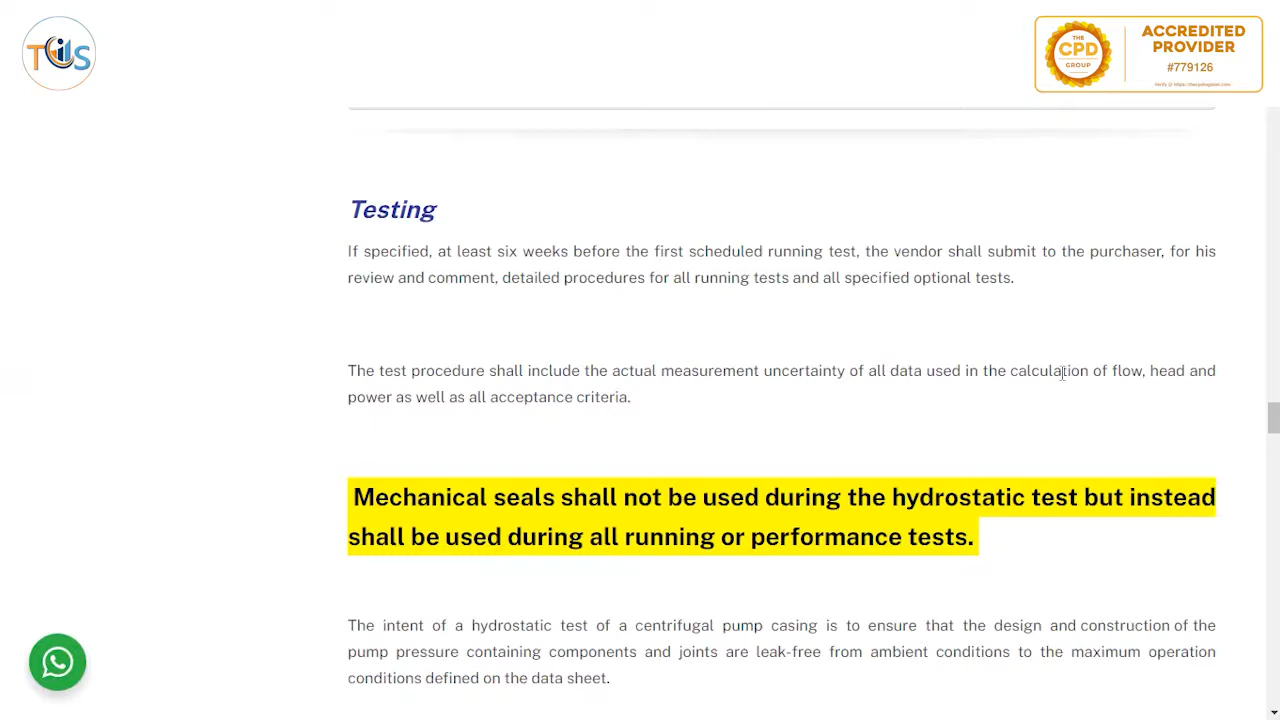 TCIIS
THE
CPD
GROUP
ACCREDITED
PROVIDER
#779126
Testing
If specified, at least six weeks before the first scheduled running test, the vendor shall submit to the purchaser, for his
review and comment, detailed procedures for all running tests and all specified optional tests.
The test procedure shall include the actual measurement uncertainty of all data used in the calculation of flow, head and
power as well as all acceptance criteria.
Mechanical seals shall not be used during the hydrostatic test but instead
shall be used during all running or performance tests.
The intent of a hydrostatic test of a centrifugal pump casing is to ensure that the design and construction of the
pump pressure containing components and joints are leak-free from ambient conditions to the maximum operation
conditions defined on the data sheet.